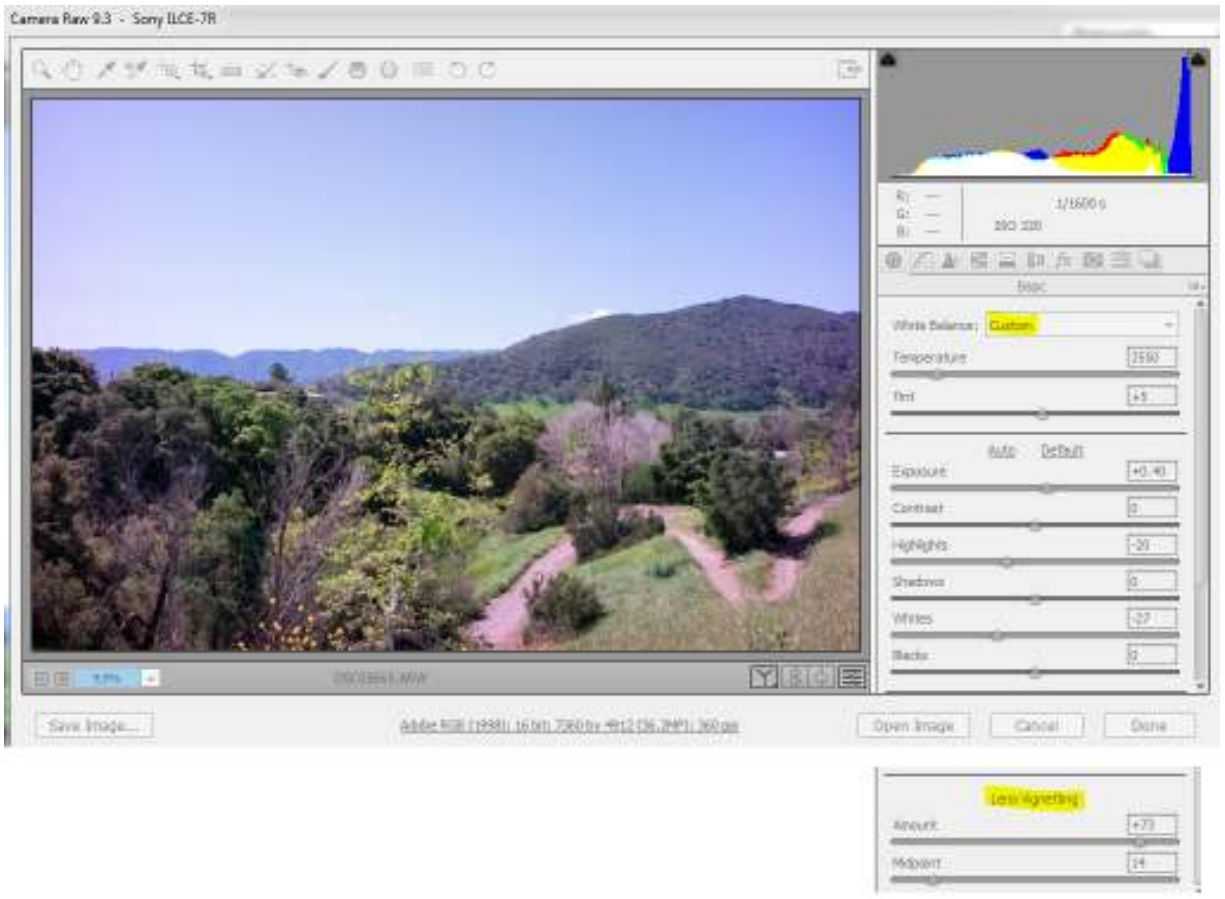 Camera Raw 9.3 - Sony ILCE-7R
R: ---
G: ---
B: ---
1/1600 s
ISO 320
Basic
White Balance: Custom
Temperature
Tint +5
Auto Default
Exposure +0.40
Contrast 0
Highlights -20
Shadows 0
Whites -27
Blacks 0
9.9%
Save Image...
Adobe RGB (1998); 16 bit; 7360 by 4912 (36.2MP); 360 ppi
Open Image Cancel Done
Lens Vignetting
Amount +73
Midpoint 14